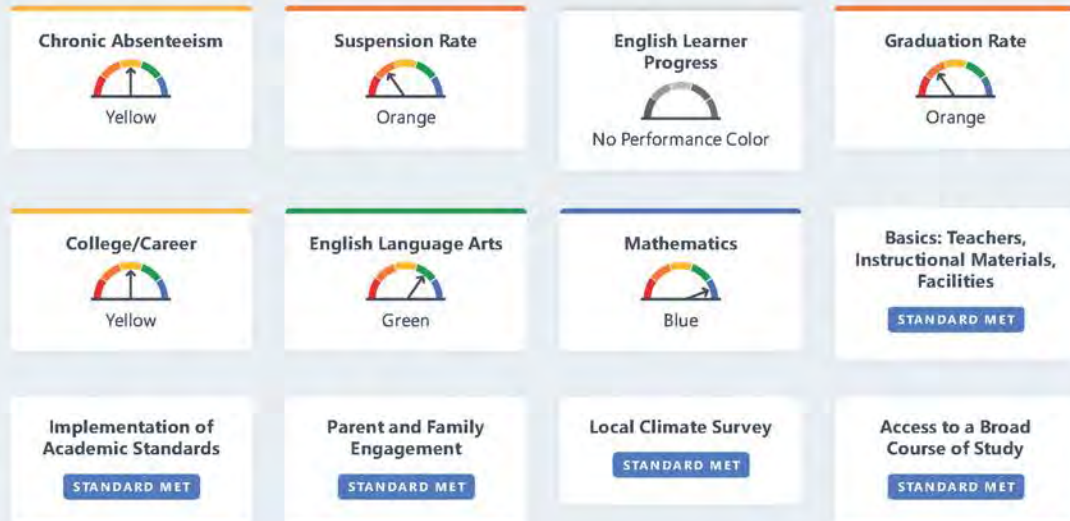 Chronic Absenteeism
Yellow
Suspension Rate
Orange
English Learner
Progress
No Performance Color
Graduation Rate
Orange
College/Career
Yellow
English Language Arts
Green
Mathematics
Blue
Basics: Teachers,
Instructional Materials,
Facilities
STANDARD MET
Implementation of
Academic Standards
STANDARD MET
Parent and Family
Engagement
STANDARD MET
Local Climate Survey
STANDARD MET
Access to a Broad
Course of Study
STANDARD MET